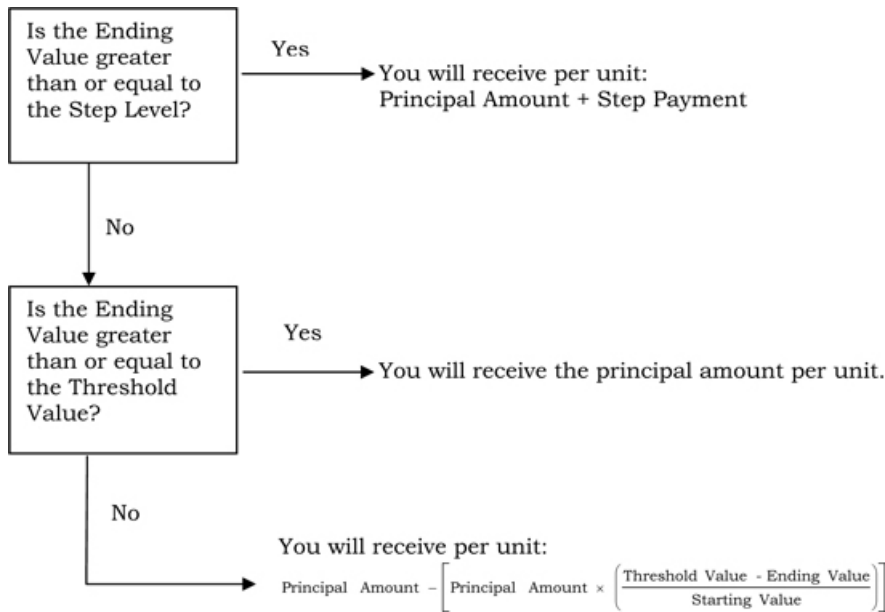 Is the Ending
Value greater
than or equal to
the Step Level?
Yes
You will receive per unit:
Principal Amount + Step Payment
No
Is the Ending
Value greater
than or equal to
the Threshold
Value?
Yes
You will receive the principal amount per unit.
No
You will receive per unit:
Principal Amount − [Principal Amount × (Threshold Value - Ending Value / Starting Value)]